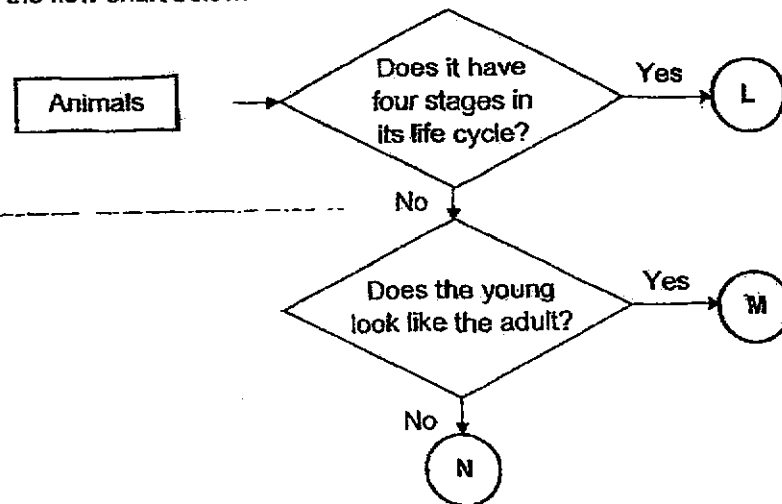 Animals
Does it have
four stages in
its life cycle?
Yes
L
No
Does the young
look like the adult?
Yes
M
No
N